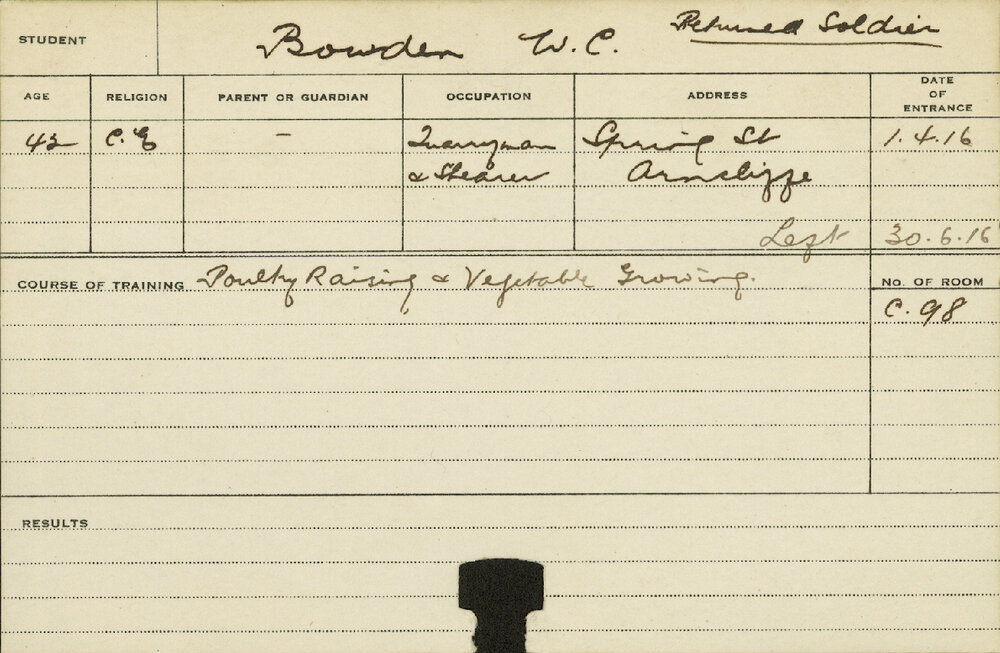 STUDENT Bowden W.C. Returned Soldier
AGE RELIGION PARENT OR GUARDIAN OCCUPATION ADDRESS DATE OF ENTRANCE
42 C.E - Quarryman Spring St 1.4.16
& Shearer Arncliffe
Left 30.6.16
COURSE OF TRAINING Poultry Raising & Vegetable Growing. No. OF ROOM
C.98
RESULTS